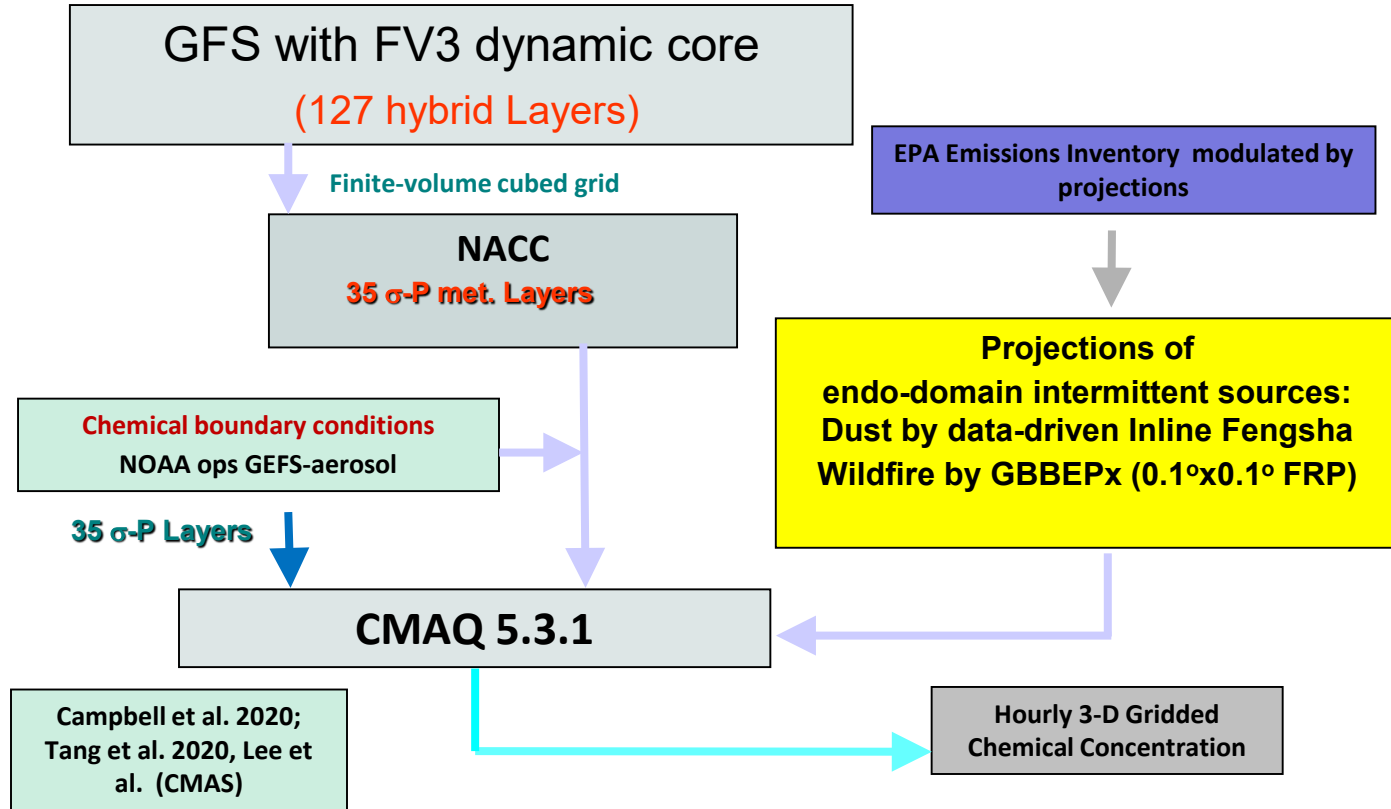 GFS with FV3 dynamic core
(127 hybrid Layers)
EPA Emissions Inventory modulated by
projections
Finite-volume cubed grid
NACC
35 σ-P met. Layers
Projections of
endo-domain intermittent sources:
Dust by data-driven Inline Fengsha
Wildfire by GBBEPx (0.1ox0.1o FRP)
Chemical boundary conditions
NOAA ops GEFS-aerosol
35 σ-P Layers
CMAQ 5.3.1
Campbell et al. 2020;
Tang et al. 2020, Lee et
al. (CMAS)
Hourly 3-D Gridded
Chemical Concentration